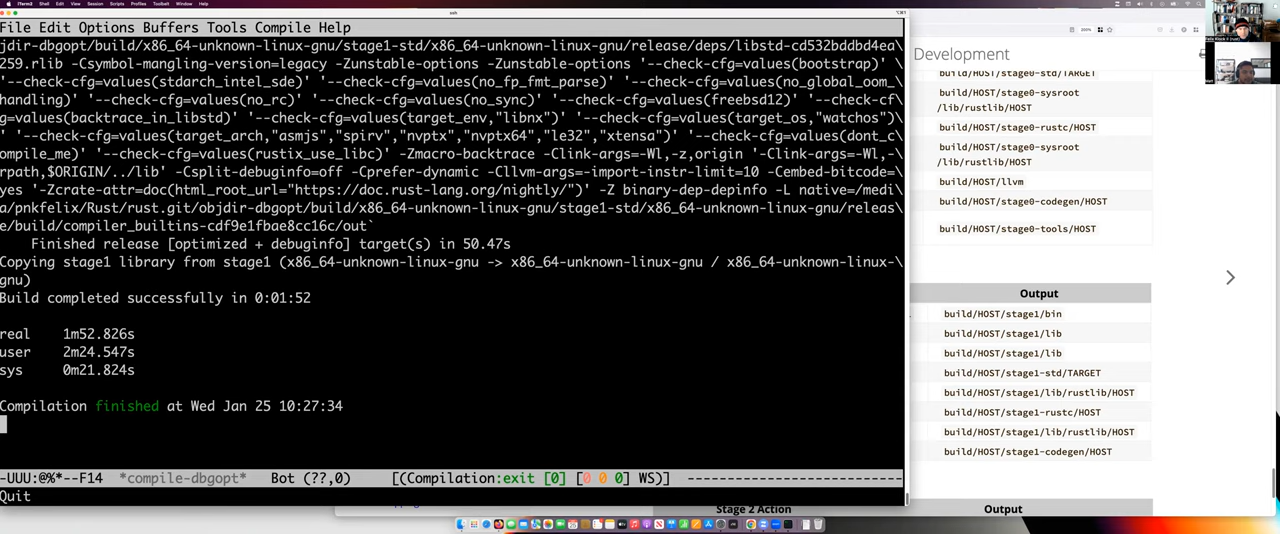 iTerm2 Shell Edit View Session Scripts Profiles Toolbelt Window Help
ssh
File Edit Options Buffers Tools Compile Help
jdir-dbgopt/build/x86_64-unknown-linux-gnu/stage1-std/x86_64-unknown-linux-gnu/release/deps/libstd-cd532bddbd4ea\
259.rlib -Csymbol-mangling-version=legacy -Zunstable-options -Zunstable-options '--check-cfg=values(bootstrap)'
'--check-cfg=values(stdarch_intel_sde)' '--check-cfg=values(no_fp_fmt_parse)' '--check-cfg=values(no_global_oom_\
handling)' '--check-cfg=values(no_rc)' '--check-cfg=values(no_sync)' '--check-cfg=values(freebsd12)' '--check-cf\
g=values(backtrace_in_libstd)' '--check-cfg=values(target_env,"libnx")' '--check-cfg=values(target_os,"watchos")\
' '--check-cfg=values(target_arch,"asmjs","spirv","nvptx","nvptx64","le32","xtensa")' '--check-cfg=values(dont_c\
ompile_me)' '--check-cfg=values(rustix_use_libc)' -Zmacro-backtrace -Clink-args=-Wl,-z,origin '-Clink-args=-Wl,-\
rpath,$ORIGIN/../lib' -Csplit-debuginfo=off -Cprefer-dynamic -Cllvm-args=-import-instr-limit=10 -Cembed-bitcode=\
yes '-Zcrate-attr=doc(html_root_url="https://doc.rust-lang.org/nightly/")' -Z binary-dep-depinfo -L native=/medi\
a/pnkfelix/Rust/rust.git/objdir-dbgopt/build/x86_64-unknown-linux-gnu/stage1-std/x86_64-unknown-linux-gnu/releas\
e/build/compiler_builtins-cdf9e1fbae8cc16c/out`
Finished release [optimized + debuginfo] target(s) in 50.47s
Copying stage1 library from stage1 (x86_64-unknown-linux-gnu -> x86_64-unknown-linux-gnu / x86_64-unknown-linux-\
gnu)
Build completed successfully in 0:01:52
real 1m52.826s
user 2m24.547s
sys 0m21.824s
Compilation finished at Wed Jan 25 10:27:34
-UUU:@%*--F14 *compile-dbgopt* Bot (??,0) [(Compilation:exit [0] [0 0 0] WS)] --------------------------
Quit
200%
Development
build/HOST/stage0-std/TARGET
build/HOST/stage0-sysroot
/lib/rustlib/HOST
build/HOST/stage0-rustc/HOST
build/HOST/stage0-sysroot
/lib/rustlib/HOST
build/HOST/llvm
build/HOST/stage0-codegen/HOST
build/HOST/stage0-tools/HOST
Output
build/HOST/stage1/bin
build/HOST/stage1/lib
build/HOST/stage1/lib
build/HOST/stage1-std/TARGET
build/HOST/stage1/lib/rustlib/HOST
build/HOST/stage1-rustc/HOST
build/HOST/stage1/lib/rustlib/HOST
build/HOST/stage1-codegen/HOST
Stage 2 Action Output